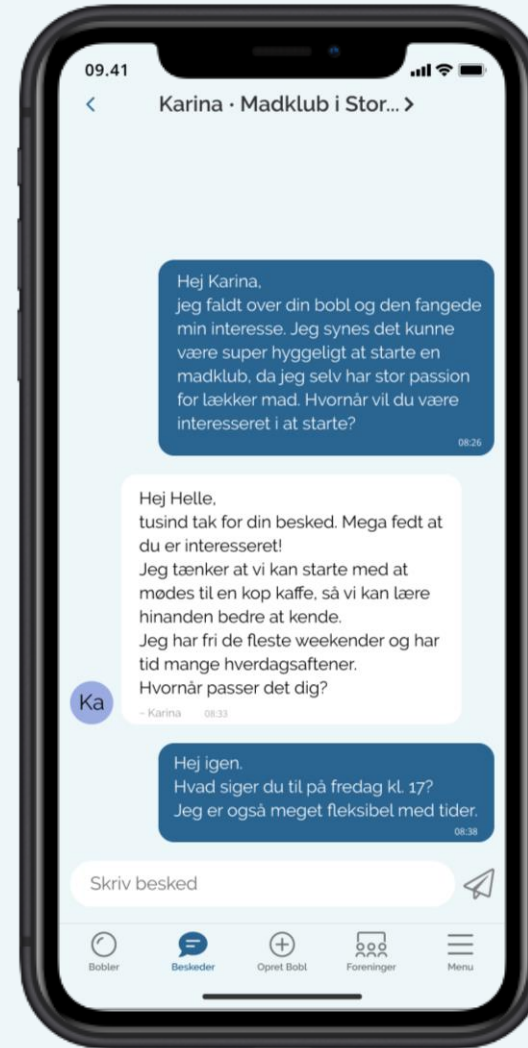 09.41
Karina · Madklub i Stor... >
Hej Karina,
jeg faldt over din bobl og den fangede
min interesse. Jeg synes det kunne
være super hyggeligt at starte en
madklub, da jeg selv har stor passion
for lækker mad. Hvornår vil du være
interesseret i at starte?
08:26
Hej Helle,
tusind tak for din besked. Mega fedt at
du er interesseret!
Jeg tænker at vi kan starte med at
mødes til en kop kaffe, så vi kan lære
hinanden bedre at kende.
Jeg har fri de fleste weekender og har
tid mange hverdagsaftener.
Hvornår passer det dig?
Ka
– Karina 08:33
Hej igen.
Hvad siger du til på fredag kl. 17?
Jeg er også meget fleksibel med tider.
08:38
Skriv besked
Bobler Beskeder Opret Bobl Foreninger Menu